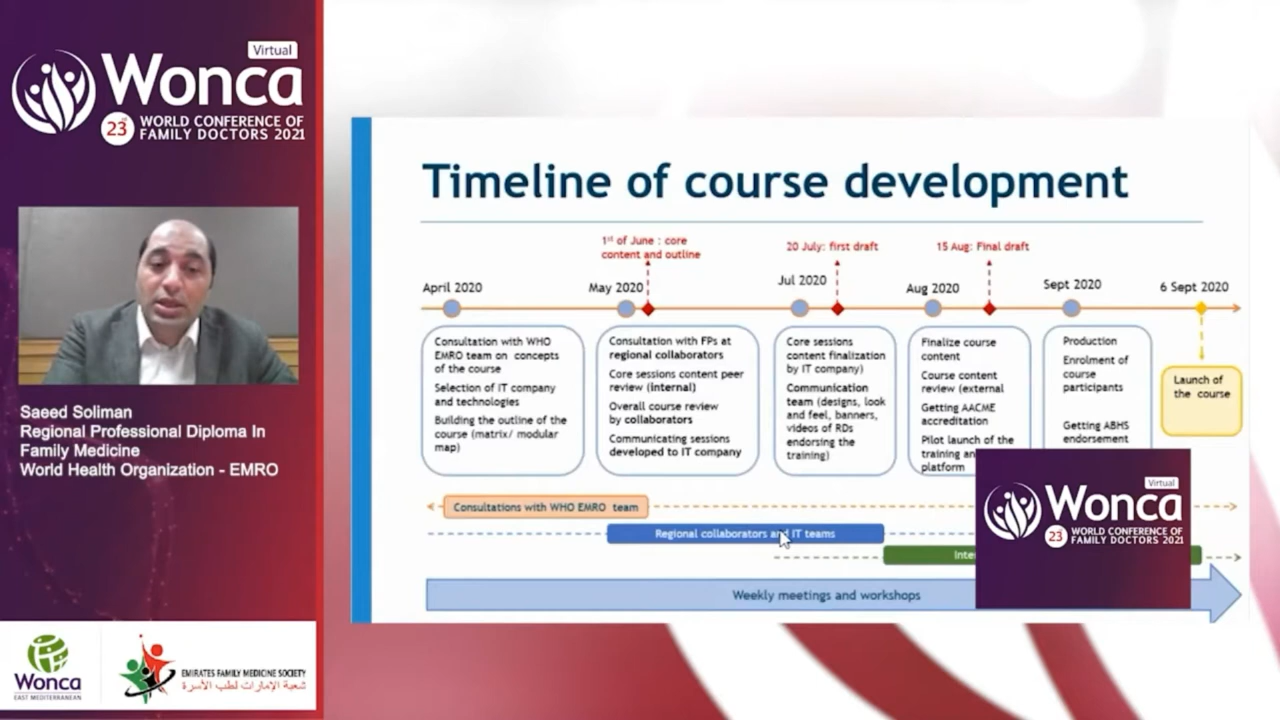 Virtual
Wonca
23 WORLD CONFERENCE OF
FAMILY DOCTORS 2021
Saeed Soliman
Regional Professional Diploma In
Family Medicine
World Health Organization - EMRO
Wonca
EAST MEDITERRANEAN
EMIRATES FAMILY MEDICINE SOCIETY
شعبة الإمارات لطب الأسرة
Timeline of course development
1st of June : core
content and outline
20 July: first draft
15 Aug: Final draft
April 2020
May 2020
Jul 2020
Aug 2020
Sept 2020
6 Sept 2020
Consultation with WHO
EMRO team on concepts
of the course
Selection of IT company
and technologies
Building the outline of the
course (matrix/ modular
map)
Consultation with FPs at
regional collaborators
Core sessions content peer
review (internal)
Overall course review
by collaborators
Communicating sessions
developed to IT company
Core sessions
content finalization
by IT company)
Communication
team (designs, look
and feel, banners,
videos of RDs
endorsing the
training)
Finalize course
content
Course content
review (external
Getting AACME
accreditation
Pilot launch of the
training an
platform
Production
Enrolment of
course
participants
Getting ABHS
endorsement
Launch of
the course
Consultations with WHO EMRO team
Regional collaborators and IT teams
Inte
Weekly meetings and workshops
Virtual
Wonca
23 WORLD CONFERENCE OF
FAMILY DOCTORS 2021